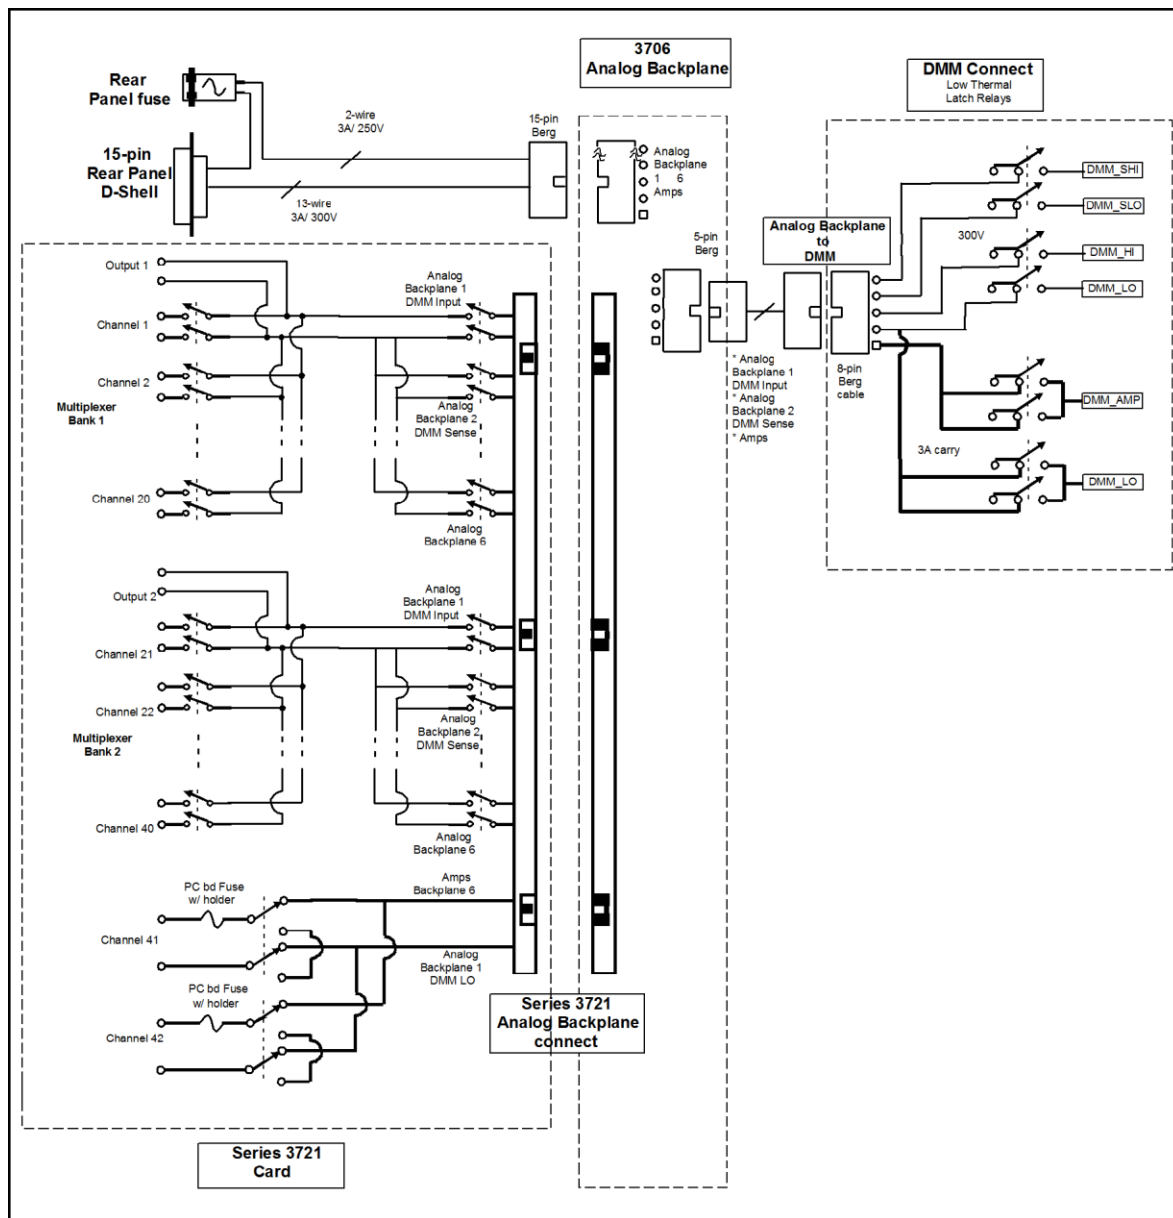 3706
Analog Backplane
DMM Connect
Low Thermal
Latch Relays
Rear
Panel fuse
2-wire
3A/ 250V
15-pin
Berg
15-pin
Rear Panel
D-Shell
13-wire
3A/ 300V
Analog
Backplane
1 6
Amps
DMM_SHI
DMM_SLO
300V
DMM_HI
DMM_LO
Analog Backplane
to
DMM
5-pin
Berg
Output 1
Analog
Backplane 1
DMM Input
Channel 1
Channel 2
Multiplexer
Bank 1
Analog
Backplane 2
DMM Sense
* Analog
Backplane 1
DMM Input
* Analog
Backplane 2
DMM Sense
* Amps
8-pin
Berg
cable
DMM_AMP
3A carry
DMM_LO
Channel 20
Analog
Backplane 6
Output 2
Analog
Backplane 1
DMM Input
Channel 21
Channel 22
Multiplexer
Bank 2
Analog
Backplane 2
DMM Sense
Channel 40
Analog
Backplane 6
Amps
Backplane 6
PC bd Fuse
w/ holder
Channel 41
Analog
Backplane 1
DMM LO
PC bd Fuse
w/ holder
Channel 42
Series 3721
Analog Backplane
connect
Series 3721
Card